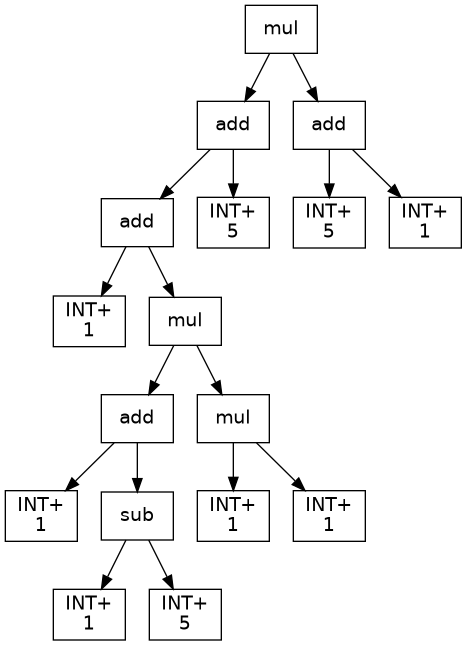 mul
add
add
add
INT+
5
INT+
5
INT+
1
INT+
1
mul
add
mul
INT+
1
sub
INT+
1
INT+
1
INT+
1
INT+
5